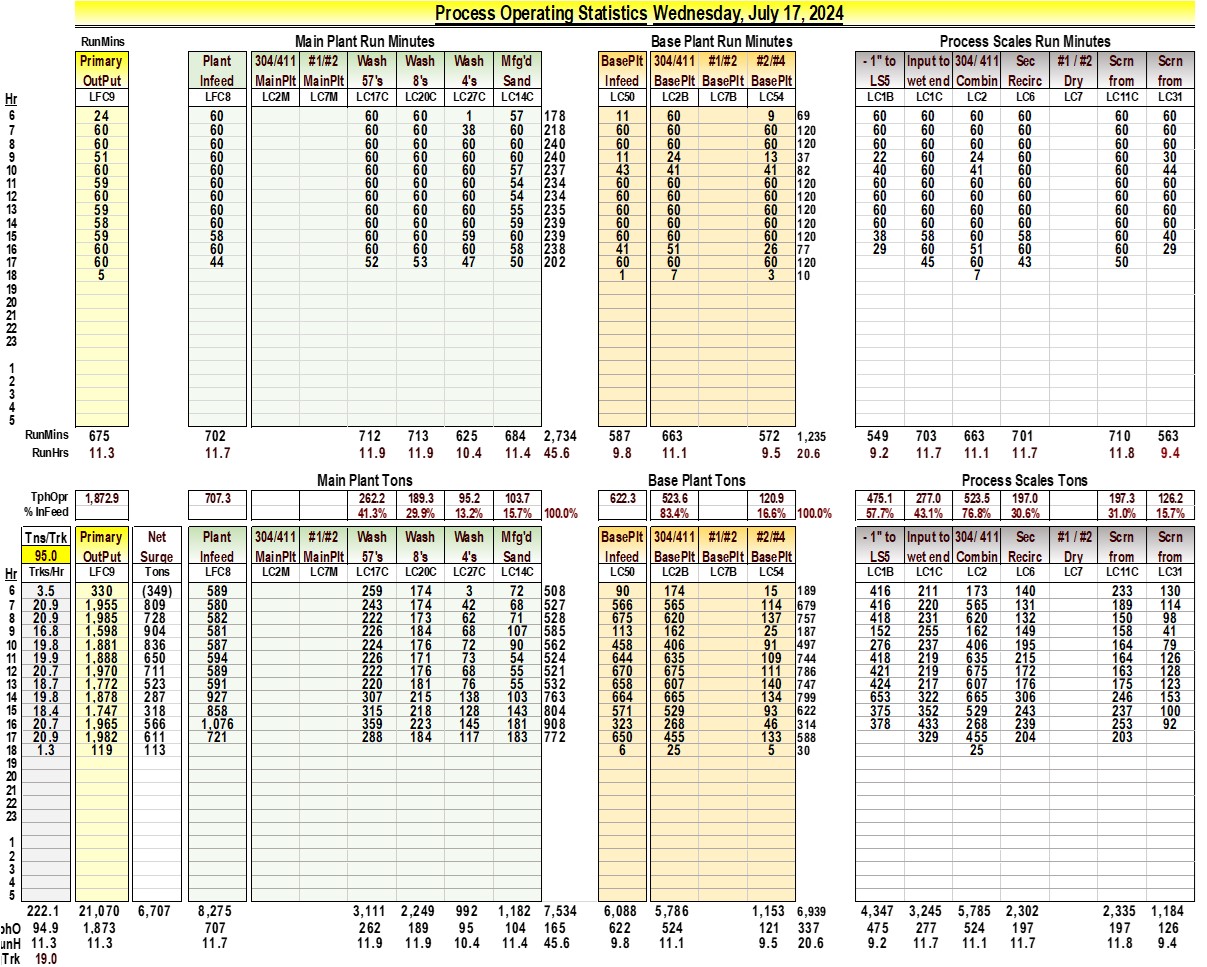 Process Operating Statistics Wednesday, July 17, 2024
RunMins Main Plant Run Minutes Base Plant Run Minutes Process Scales Run Minutes
Primary Plant 304/411 #1/#2 Wash Wash Wash Mfg'd BasePlt 304/411 #1/#2 #2/#4 - 1" to Input to 304/ 411 Sec #1 / #2 Scrn Scrn
OutPut Infeed MainPlt MainPlt 57's 8's 4's Sand Infeed BasePlt BasePlt BasePlt LS5 wet end Combin Recirc Dry from from
Hr LFC9 LFC8 LC2M LC7M LC17C LC20C LC27C LC14C LC50 LC2B LC7B LC54 LC1B LC1C LC2 LC6 LC7 LC11C LC31
6 24 60 60 60 1 57 178 11 60 9 69 60 60 60 60 60 60
7 60 60 60 60 38 60 218 60 60 60 120 60 60 60 60 60 60
8 60 60 60 60 60 60 240 60 60 60 120 60 60 60 60 60 60
9 51 60 60 60 60 60 240 11 24 13 37 22 60 24 60 60 30
10 60 60 60 60 60 57 237 43 41 41 82 40 60 41 60 60 44
11 59 60 60 60 60 54 234 60 60 60 120 60 60 60 60 60 60
12 60 60 60 60 60 54 234 60 60 60 120 60 60 60 60 60 60
13 59 60 60 60 60 55 235 60 60 60 120 60 60 60 60 60 60
14 58 60 60 60 60 59 239 60 60 60 120 60 60 60 60 60 60
15 59 58 60 60 59 60 239 60 60 60 120 38 58 60 58 60 40
16 60 60 60 60 60 58 238 41 51 26 77 29 60 51 60 60 29
17 60 44 52 53 47 50 202 60 60 60 120 45 60 43 50
18 5 1 7 3 10 7
19
20
21
22
23
1
2
3
4
5
RunMins 675 702 712 713 625 684 2,734 587 663 572 1,235 549 703 663 701 710 563
RunHrs 11.3 11.7 11.9 11.9 10.4 11.4 45.6 9.8 11.1 9.5 20.6 9.2 11.7 11.1 11.7 11.8 9.4
Main Plant Tons Base Plant Tons Process Scales Tons
TphOpr 1,872.9 707.3 262.2 189.3 95.2 103.7 622.3 523.6 120.9 475.1 277.0 523.5 197.0 197.3 126.2
% InFeed 41.3% 29.9% 13.2% 15.7% 100.0% 83.4% 16.6% 100.0% 57.7% 43.1% 76.8% 30.6% 31.0% 15.7%
Tns/Trk Primary Net Plant 304/411 #1/#2 Wash Wash Wash Mfg'd BasePlt 304/411 #1/#2 #2/#4 - 1" to Input to 304/ 411 Sec #1 / #2 Scrn Scrn
95.0 OutPut Surge Infeed MainPlt MainPlt 57's 8's 4's Sand Infeed BasePlt BasePlt BasePlt LS5 wet end Combin Recirc Dry from from
Hr Trks/Hr LFC9 Tons LFC8 LC2M LC7M LC17C LC20C LC27C LC14C LC50 LC2B LC7B LC54 LC1B LC1C LC2 LC6 LC7 LC11C LC31
6 3.5 330 (349) 589 259 174 3 72 508 90 174 15 189 416 211 173 140 233 130
7 20.9 1,955 809 580 243 174 42 68 527 566 565 114 679 416 220 565 131 189 114
8 20.9 1,985 728 582 222 173 62 71 528 675 620 137 757 418 231 620 132 150 98
9 16.8 1,598 904 581 226 184 68 107 585 113 162 25 187 152 255 162 149 158 41
10 19.8 1,881 836 587 224 176 72 90 562 458 406 91 497 276 237 406 195 164 79
11 19.9 1,888 650 594 226 171 73 54 524 644 635 109 744 418 219 635 215 164 126
12 20.7 1,970 711 589 222 176 68 55 521 670 675 111 786 421 219 675 172 163 128
13 18.7 1,772 523 591 220 181 76 55 532 658 607 140 747 424 217 607 176 175 123
14 19.8 1,878 287 927 307 215 138 103 763 664 665 134 799 653 322 665 306 246 153
15 18.4 1,747 318 858 315 218 128 143 804 571 529 93 622 375 352 529 243 237 100
16 20.7 1,965 566 1,076 359 223 145 181 908 323 268 46 314 378 433 268 239 253 92
17 20.9 1,982 611 721 288 184 117 183 772 650 455 133 588 329 455 204 203
18 1.3 119 113 6 25 5 30 25
19
20
21
22
23
1
2
3
4
5
222.1 21,070 6,707 8,275 3,111 2,249 992 1,182 7,534 6,088 5,786 1,153 6,939 4,347 3,245 5,785 2,302 2,335 1,184
phO 94.9 1,873 707 262 189 95 104 165 622 524 121 337 475 277 524 197 197 126
unH 11.3 11.3 11.7 11.9 11.9 10.4 11.4 45.6 9.8 11.1 9.5 20.6 9.2 11.7 11.1 11.7 11.8 9.4
Trk 19.0